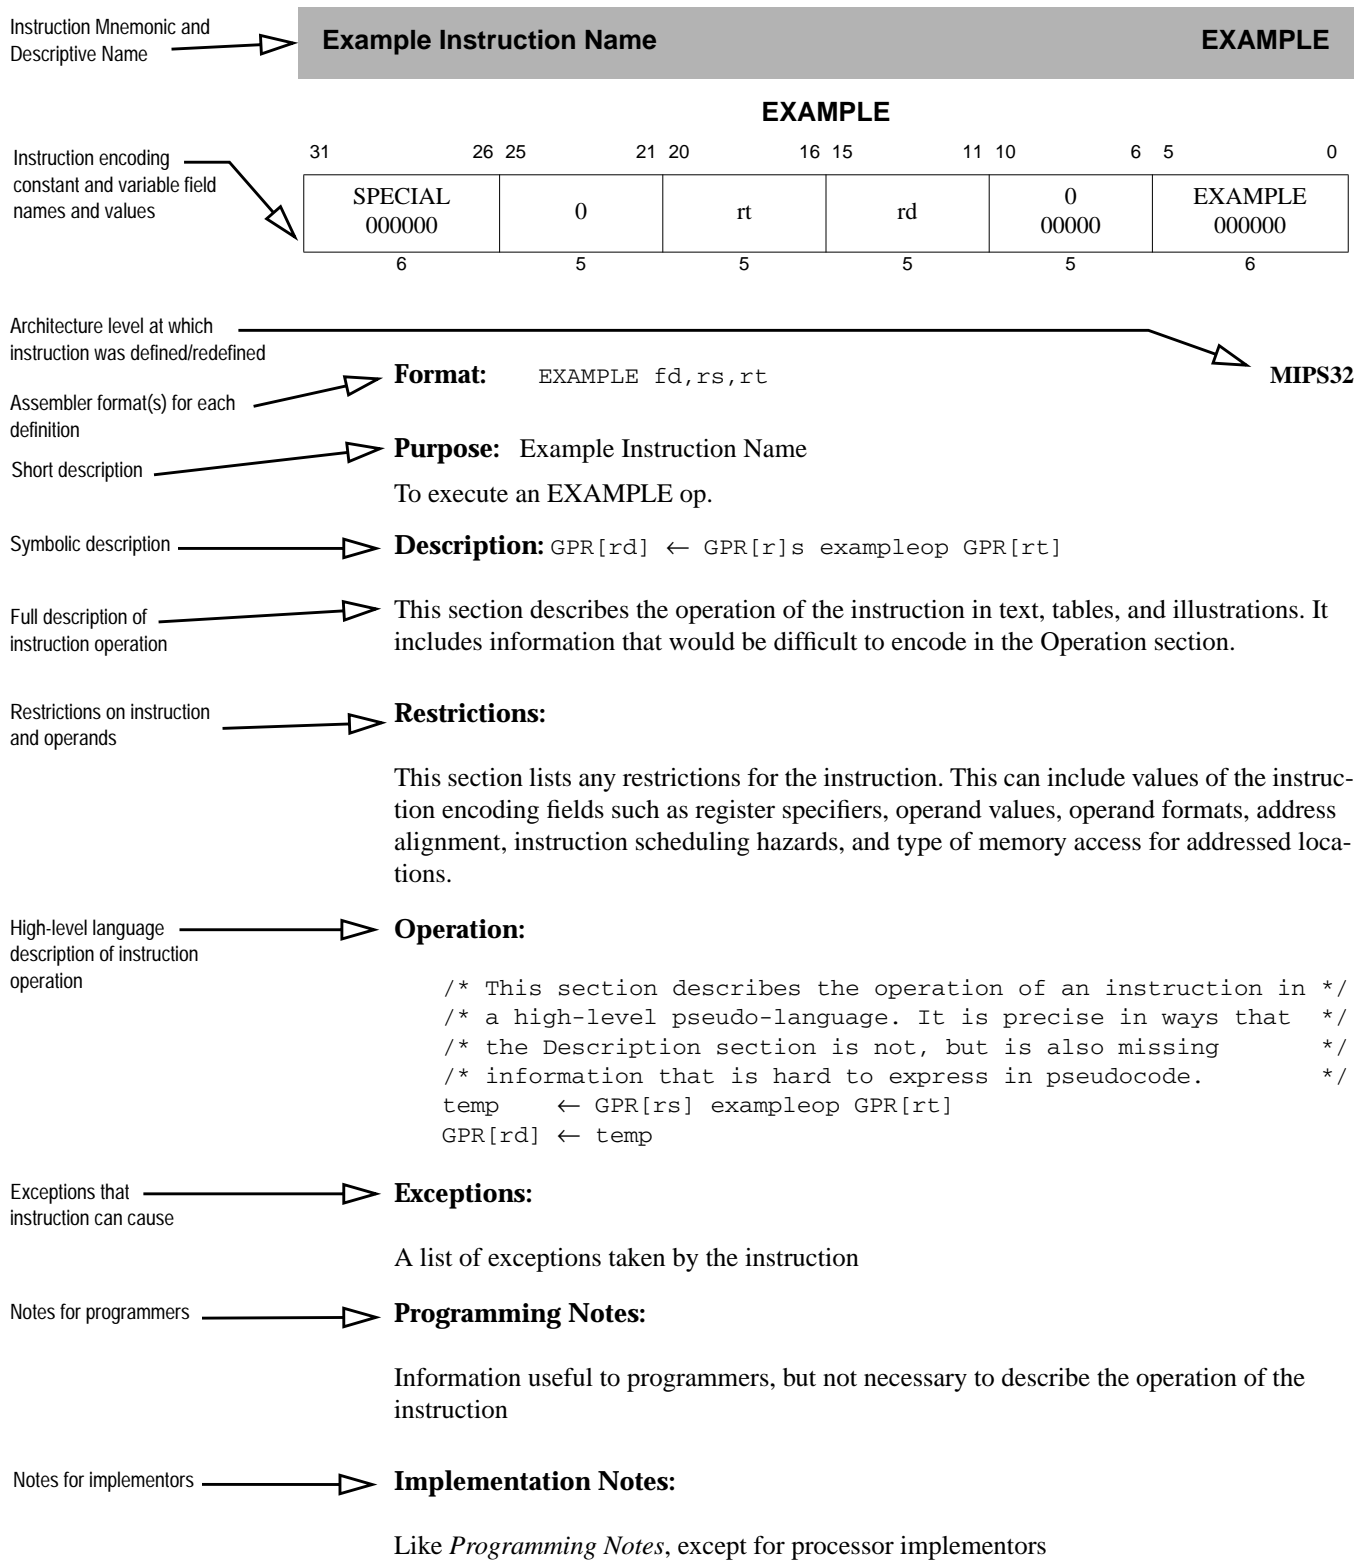 Instruction Mnemonic and
Descriptive Name
Example Instruction Name EXAMPLE
EXAMPLE
31 26 25 21 20 16 15 11 10 6 5 0
Instruction encoding
constant and variable field
names and values
SPECIAL
000000
0
rt
rd
0
00000
EXAMPLE
000000
6 5 5 5 5 6
Architecture level at which
instruction was defined/redefined
Format: EXAMPLE fd,rs,rt MIPS32
Assembler format(s) for each
definition
Purpose: Example Instruction Name
Short description
To execute an EXAMPLE op.
Symbolic description
Description: GPR[rd] ← GPR[r]s exampleop GPR[rt]
Full description of
instruction operation
This section describes the operation of the instruction in text, tables, and illustrations. It
includes information that would be difficult to encode in the Operation section.
Restrictions on instruction
and operands
Restrictions:
This section lists any restrictions for the instruction. This can include values of the instruc-
tion encoding fields such as register specifiers, operand values, operand formats, address
alignment, instruction scheduling hazards, and type of memory access for addressed loca-
tions.
High-level language
description of instruction
operation
Operation:
/* This section describes the operation of an instruction in */
/* a high-level pseudo-language. It is precise in ways that */
/* the Description section is not, but is also missing */
/* information that is hard to express in pseudocode. */
temp ← GPR[rs] exampleop GPR[rt]
GPR[rd] ← temp
Exceptions that
instruction can cause
Exceptions:
A list of exceptions taken by the instruction
Notes for programmers
Programming Notes:
Information useful to programmers, but not necessary to describe the operation of the
instruction
Notes for implementors
Implementation Notes:
Like Programming Notes, except for processor implementors